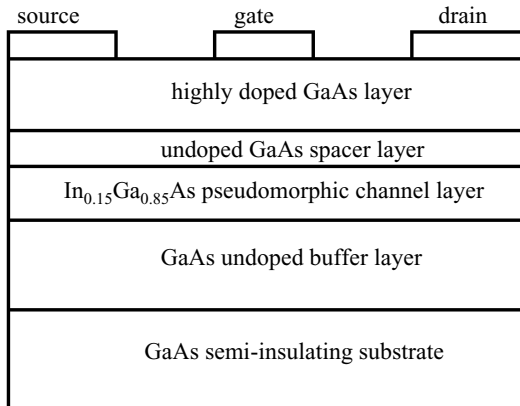 source gate drain
highly doped GaAs layer
undoped GaAs spacer layer
In₀.₁₅Ga₀.₈₅As pseudomorphic channel layer
GaAs undoped buffer layer
GaAs semi-insulating substrate